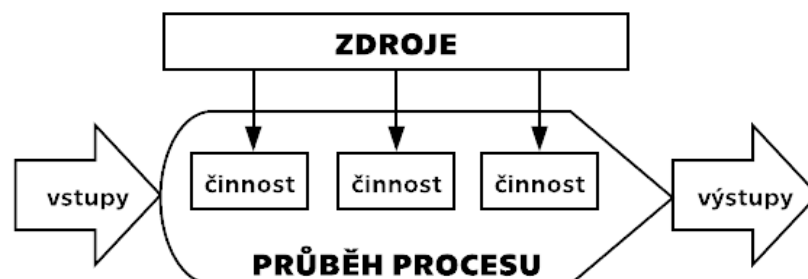 ZDROJE
činnost činnost činnost
vstupy
výstupy
PRŮBĚH PROCESU